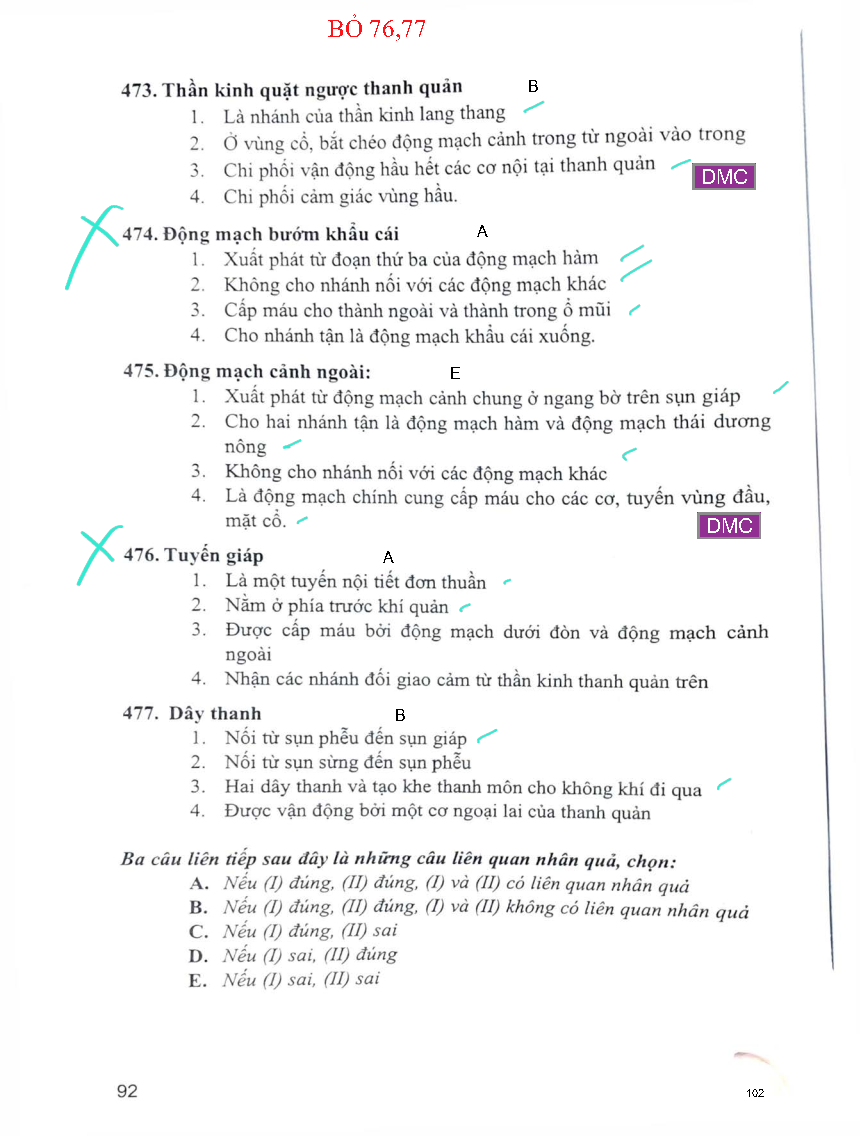 BỎ 76,77
473. Thần kinh quặt ngược thanh quản B
1. Là nhánh của thần kinh lang thang
2. Ở vùng cổ, bắt chéo động mạch cảnh trong từ ngoài vào trong
3. Chi phối vận động hầu hết các cơ nội tại thanh quản
DMC
4. Chi phối cảm giác vùng hầu.
474. Động mạch bướm khẩu cái A
1. Xuất phát từ đoạn thứ ba của động mạch hàm
2. Không cho nhánh nối với các động mạch khác
3. Cấp máu cho thành ngoài và thành trong ổ mũi
4. Cho nhánh tận là động mạch khẩu cái xuống.
475. Động mạch cảnh ngoài: E
1. Xuất phát từ động mạch cảnh chung ở ngang bờ trên sụn giáp
2. Cho hai nhánh tận là động mạch hàm và động mạch thái dương
nông
3. Không cho nhánh nối với các động mạch khác
4. Là động mạch chính cung cấp máu cho các cơ, tuyến vùng đầu,
mặt cổ.
DMC
476. Tuyến giáp A
1. Là một tuyến nội tiết đơn thuần
2. Nằm ở phía trước khí quản
3. Được cấp máu bởi động mạch dưới đòn và động mạch cảnh
ngoài
4. Nhận các nhánh đối giao cảm từ thần kinh thanh quản trên
477. Dây thanh B
1. Nối từ sụn phễu đến sụn giáp
2. Nối từ sụn sừng đến sụn phễu
3. Hai dây thanh và tạo khe thanh môn cho không khí đi qua
4. Được vận động bởi một cơ ngoại lai của thanh quản
Ba câu liên tiếp sau đây là những câu liên quan nhân quả, chọn:
A. Nếu (I) đúng, (II) đúng, (I) và (II) có liên quan nhân quả
B. Nếu (I) đúng, (II) đúng, (I) và (II) không có liên quan nhân quả
C. Nếu (I) đúng, (II) sai
D. Nếu (I) sai, (II) đúng
E. Nếu (I) sai, (II) sai
92
102